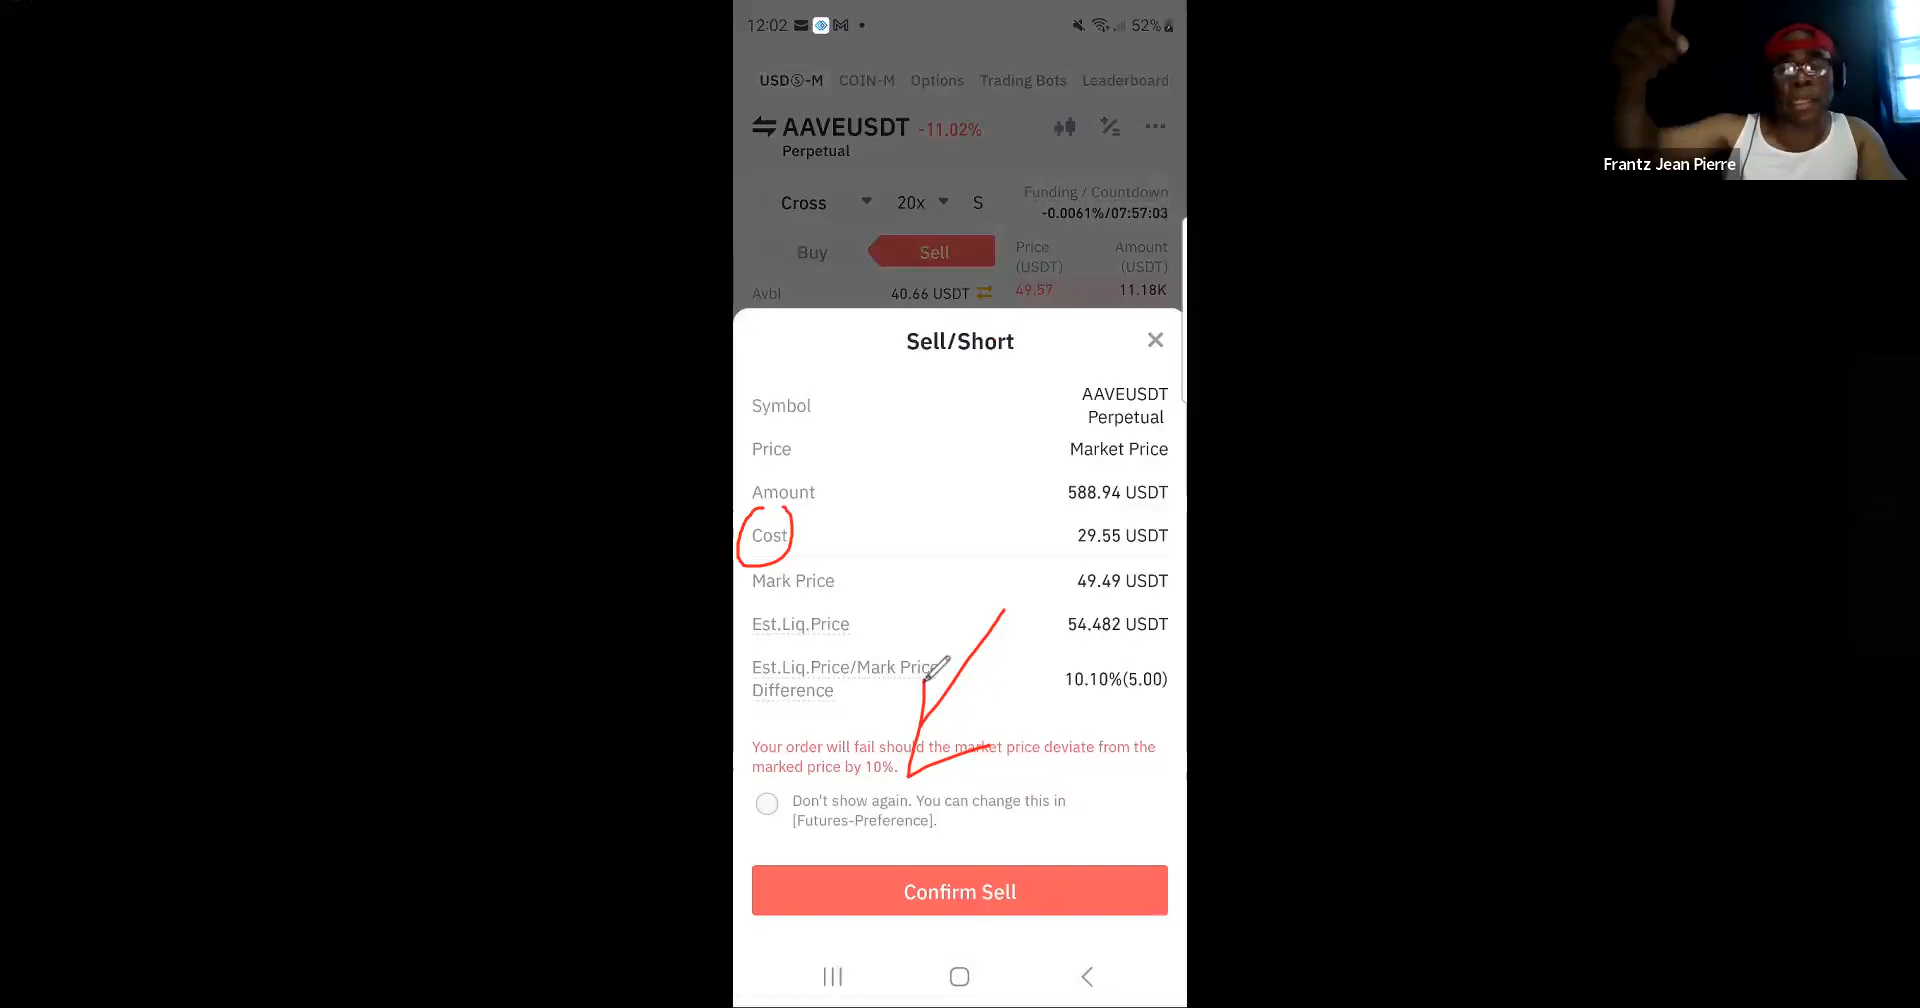 12:02 52%
USDⓈ-M COIN-M Options Trading Bots Leaderboard
AAVEUSDT -11.02%
Perpetual
Cross 20x S
Funding / Countdown
-0.0061%/07:57:03
Buy Sell
Price (USDT) Amount (USDT)
Avbl 40.66 USDT
49.57 11.18K
Sell/Short
Symbol AAVEUSDT Perpetual
Price Market Price
Amount 588.94 USDT
Cost 29.55 USDT
Mark Price 49.49 USDT
Est.Liq.Price 54.482 USDT
Est.Liq.Price/Mark Price
Difference 10.10%(5.00)
Your order will fail should the market price deviate from the
marked price by 10%.
Don't show again. You can change this in
[Futures-Preference].
Confirm Sell
Frantz Jean Pierre